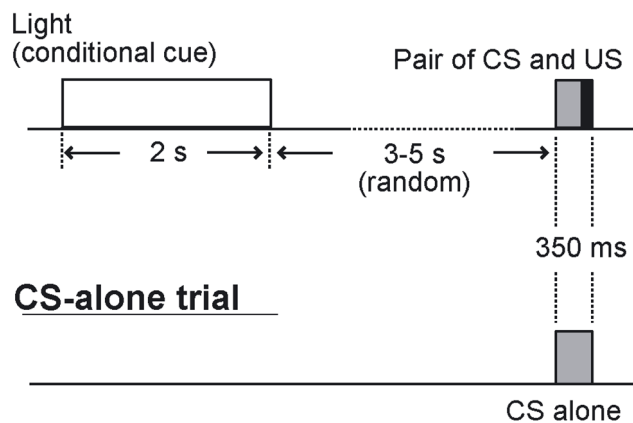 Light
(conditional cue)
Pair of CS and US
2 s
3-5 s
(random)
350 ms
CS-alone trial
CS alone